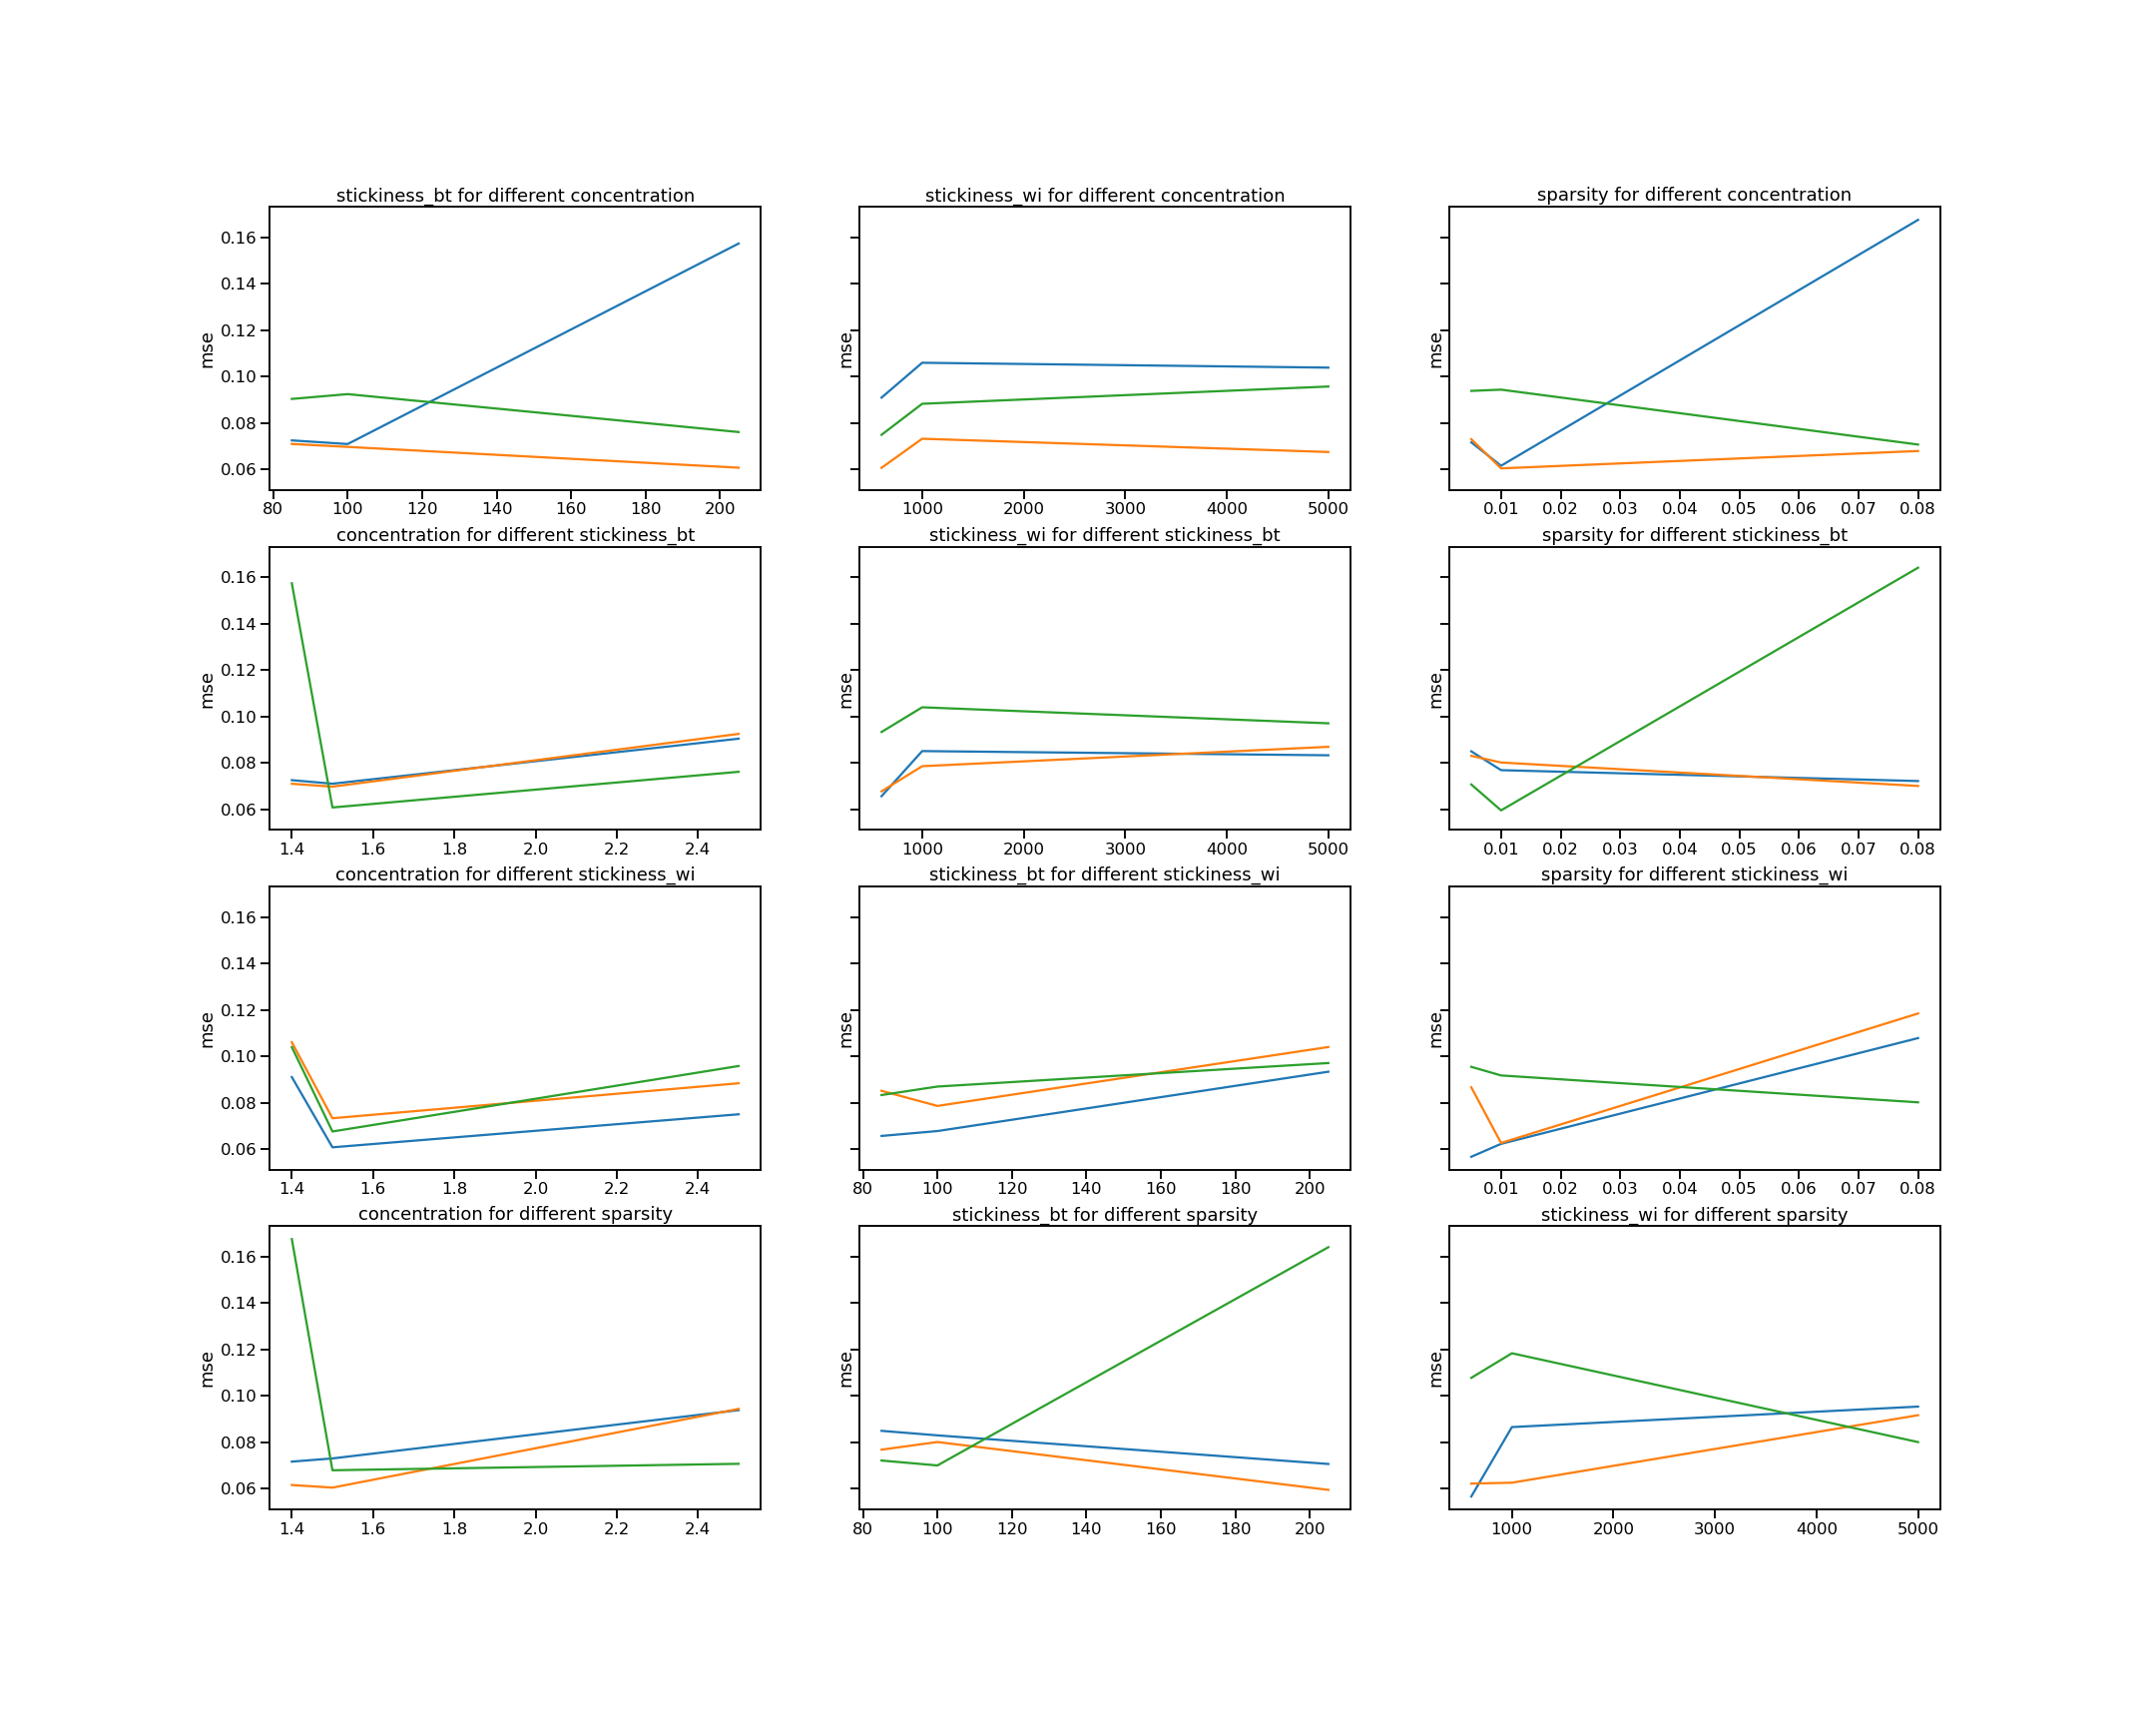 stickiness_bt for different concentration
stickiness_wi for different concentration
sparsity for different concentration
mse
0.16
0.14
0.12
0.10
0.08
0.06
80 100 120 140 160 180 200
mse
1000 2000 3000 4000 5000
mse
0.01 0.02 0.03 0.04 0.05 0.06 0.07 0.08
concentration for different stickiness_bt
stickiness_wi for different stickiness_bt
sparsity for different stickiness_bt
mse
0.16
0.14
0.12
0.10
0.08
0.06
1.4 1.6 1.8 2.0 2.2 2.4
mse
1000 2000 3000 4000 5000
mse
0.01 0.02 0.03 0.04 0.05 0.06 0.07 0.08
concentration for different stickiness_wi
stickiness_bt for different stickiness_wi
sparsity for different stickiness_wi
mse
0.16
0.14
0.12
0.10
0.08
0.06
1.4 1.6 1.8 2.0 2.2 2.4
mse
80 100 120 140 160 180 200
mse
0.01 0.02 0.03 0.04 0.05 0.06 0.07 0.08
concentration for different sparsity
stickiness_bt for different sparsity
stickiness_wi for different sparsity
mse
0.16
0.14
0.12
0.10
0.08
0.06
1.4 1.6 1.8 2.0 2.2 2.4
mse
80 100 120 140 160 180 200
mse
1000 2000 3000 4000 5000